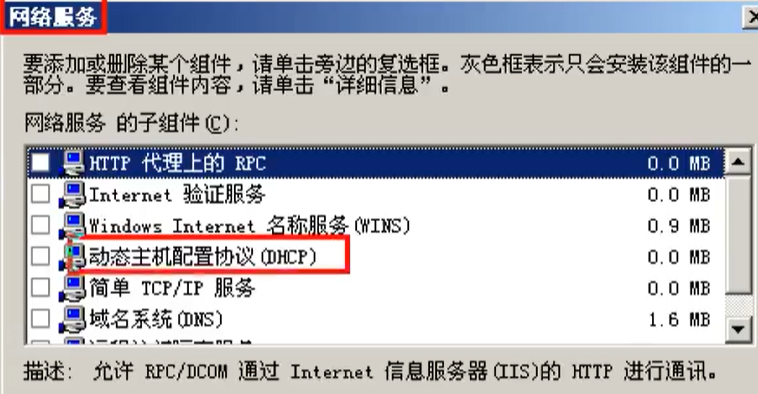 网络服务
要添加或删除某个组件，请单击旁边的复选框。灰色框表示只会安装该组件的一
部分。要查看组件内容，请单击“详细信息”。
网络服务 的子组件(C):
HTTP 代理上的 RPC 0.0 MB
Internet 验证服务 0.0 MB
Windows Internet 名称服务(WINS) 0.9 MB
动态主机配置协议(DHCP) 0.0 MB
简单 TCP/IP 服务 0.0 MB
域名系统(DNS) 1.6 MB
描述: 允许 RPC/DCOM 通过 Internet 信息服务器(IIS)的 HTTP 进行通讯。